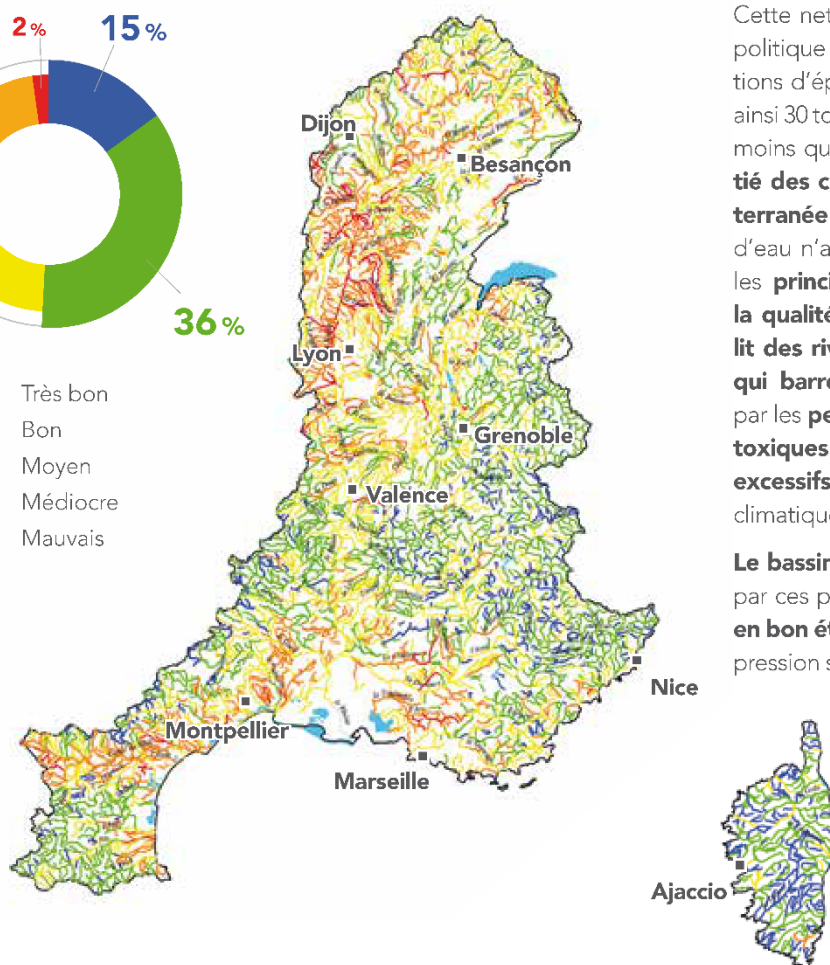 2 %
15 %
36 %
Très bon
Bon
Moyen
Médiocre
Mauvais
Dijon
Besançon
Lyon
Grenoble
Valence
Nice
Montpellier
Marseille
Ajaccio
Cette net
politique
tions d'ép
ainsi 30 to
moins qu
tié des c
terranée
d'eau n'a
les princi
la qualité
lit des riv
qui barr
par les pe
toxiques
excessifs
climatique
Le bassin
par ces p
en bon ét
pression s